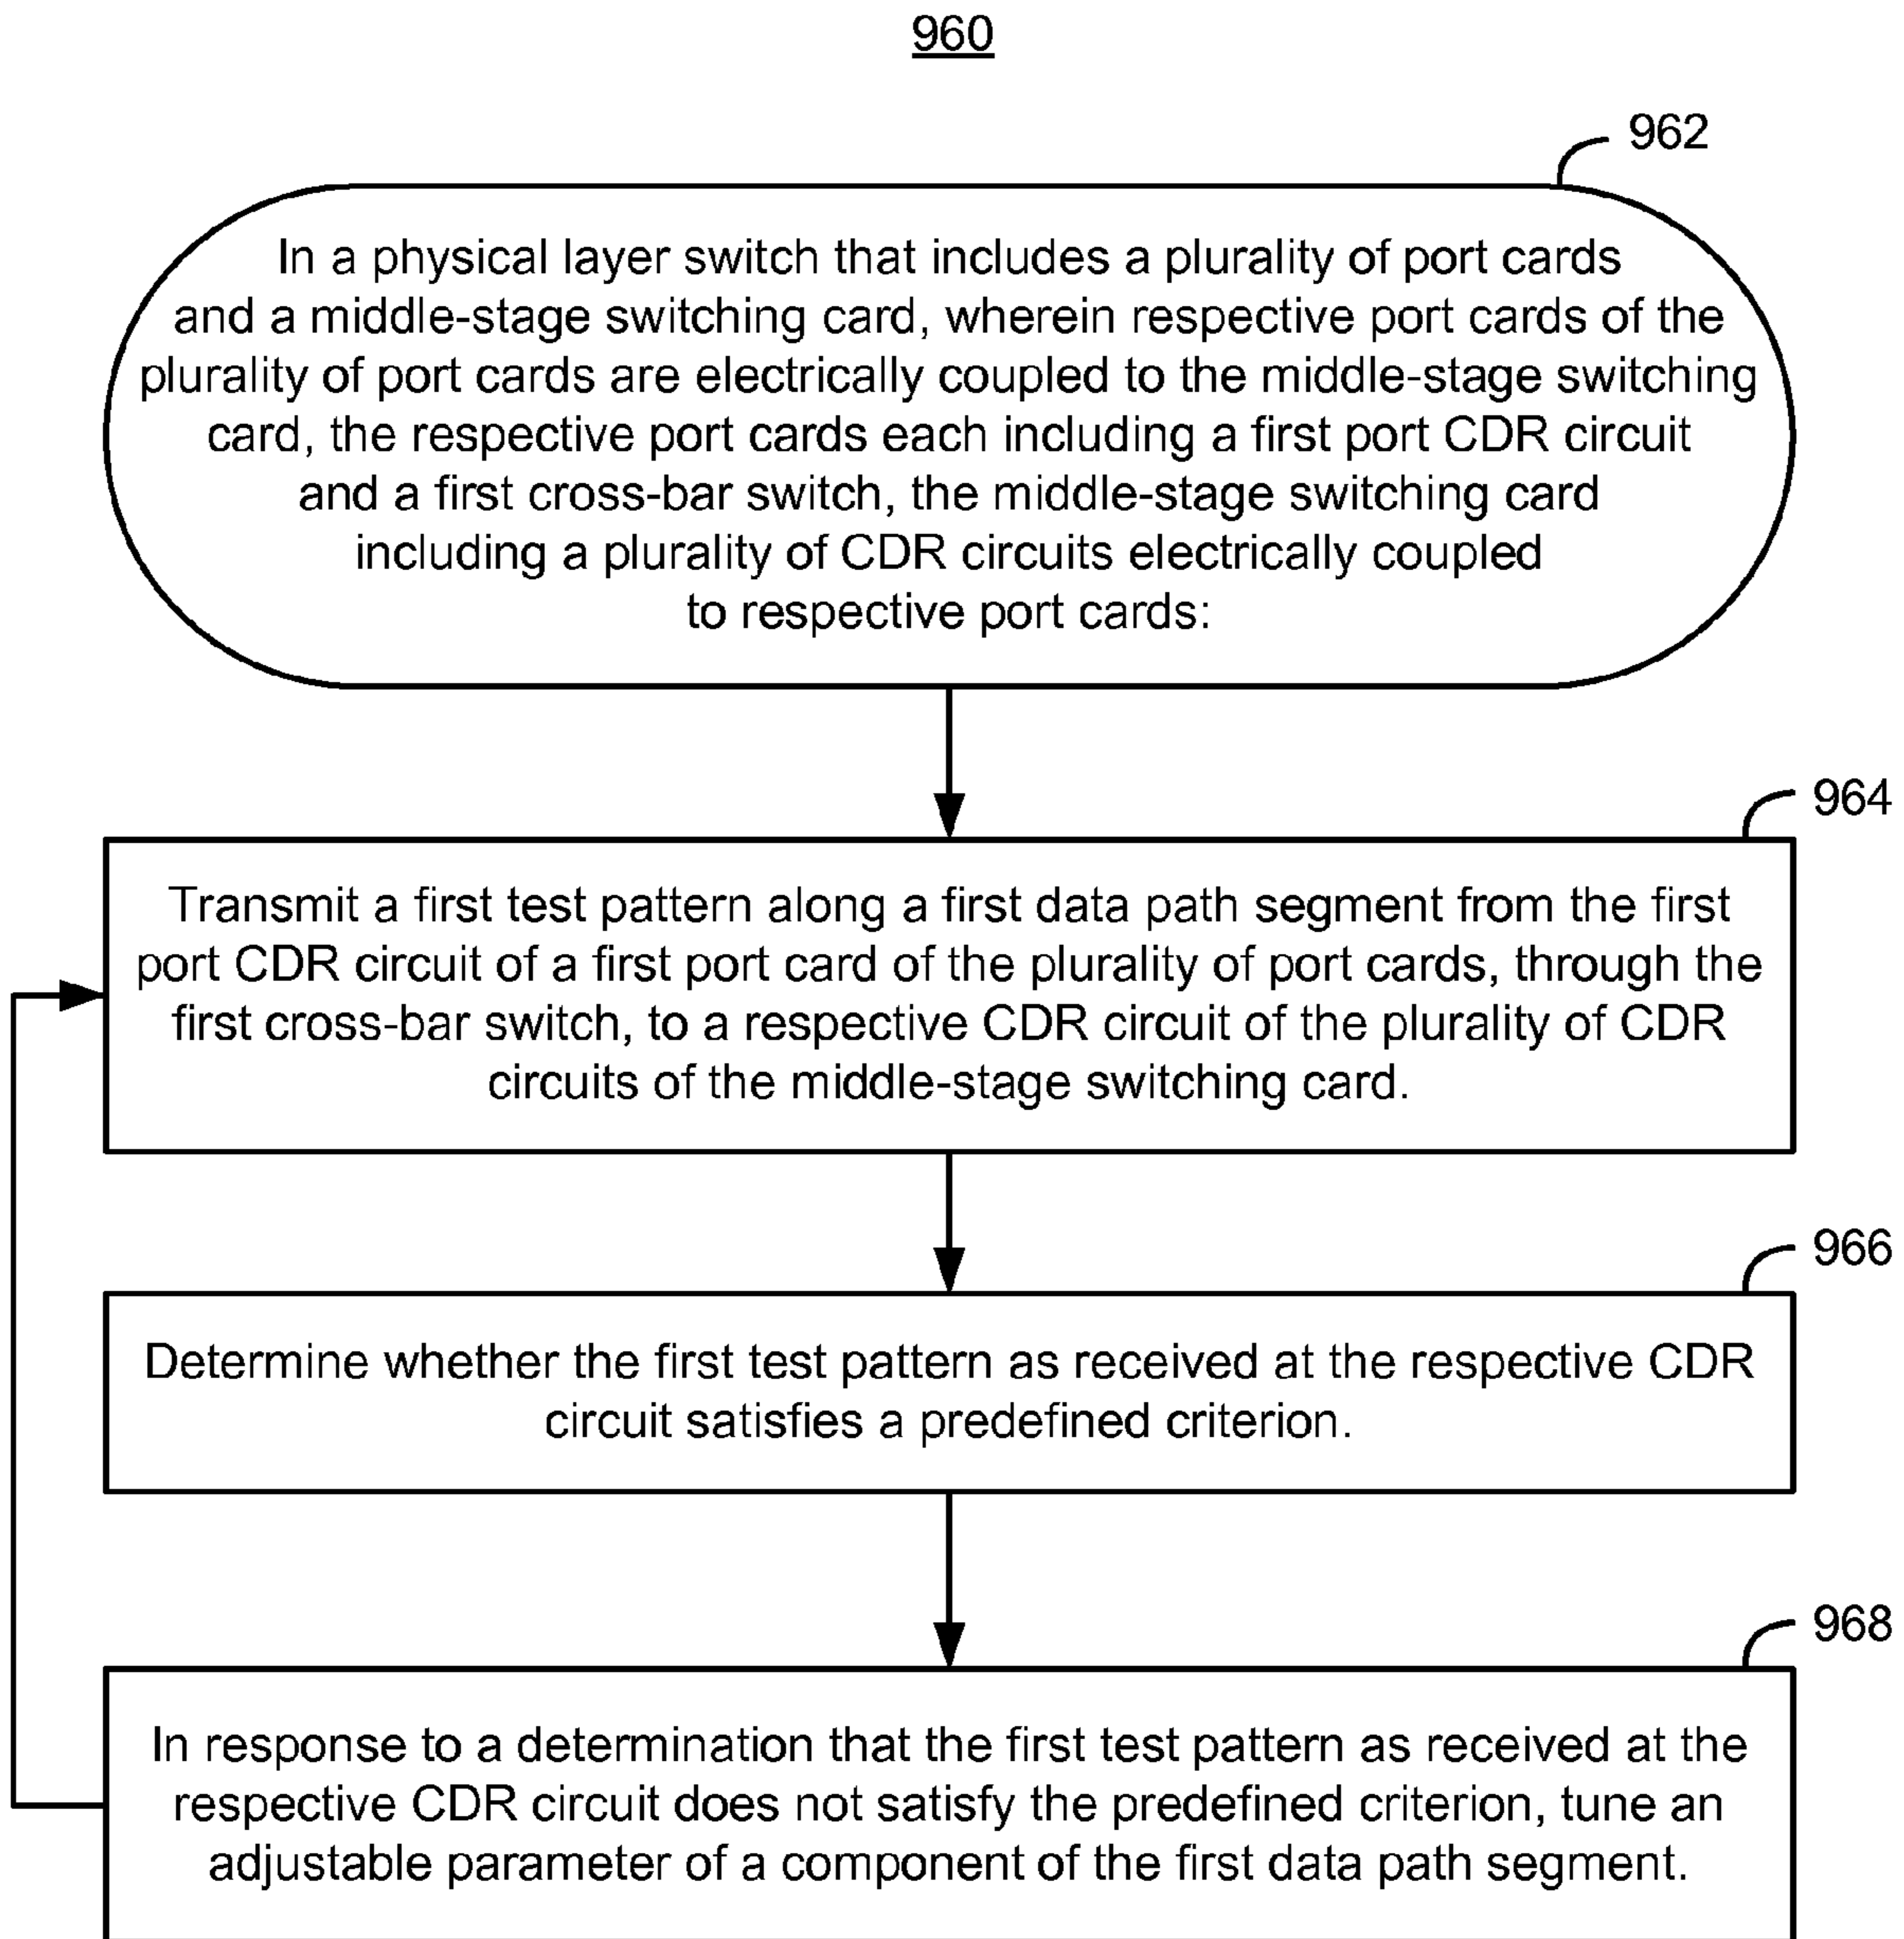 960
962
In a physical layer switch that includes a plurality of port cards
and a middle-stage switching card, wherein respective port cards of the
plurality of port cards are electrically coupled to the middle-stage switching
card, the respective port cards each including a first port CDR circuit
and a first cross-bar switch, the middle-stage switching card
including a plurality of CDR circuits electrically coupled
to respective port cards:
964
Transmit a first test pattern along a first data path segment from the first
port CDR circuit of a first port card of the plurality of port cards, through the
first cross-bar switch, to a respective CDR circuit of the plurality of CDR
circuits of the middle-stage switching card.
966
Determine whether the first test pattern as received at the respective CDR
circuit satisfies a predefined criterion.
968
In response to a determination that the first test pattern as received at the
respective CDR circuit does not satisfy the predefined criterion, tune an
adjustable parameter of a component of the first data path segment.